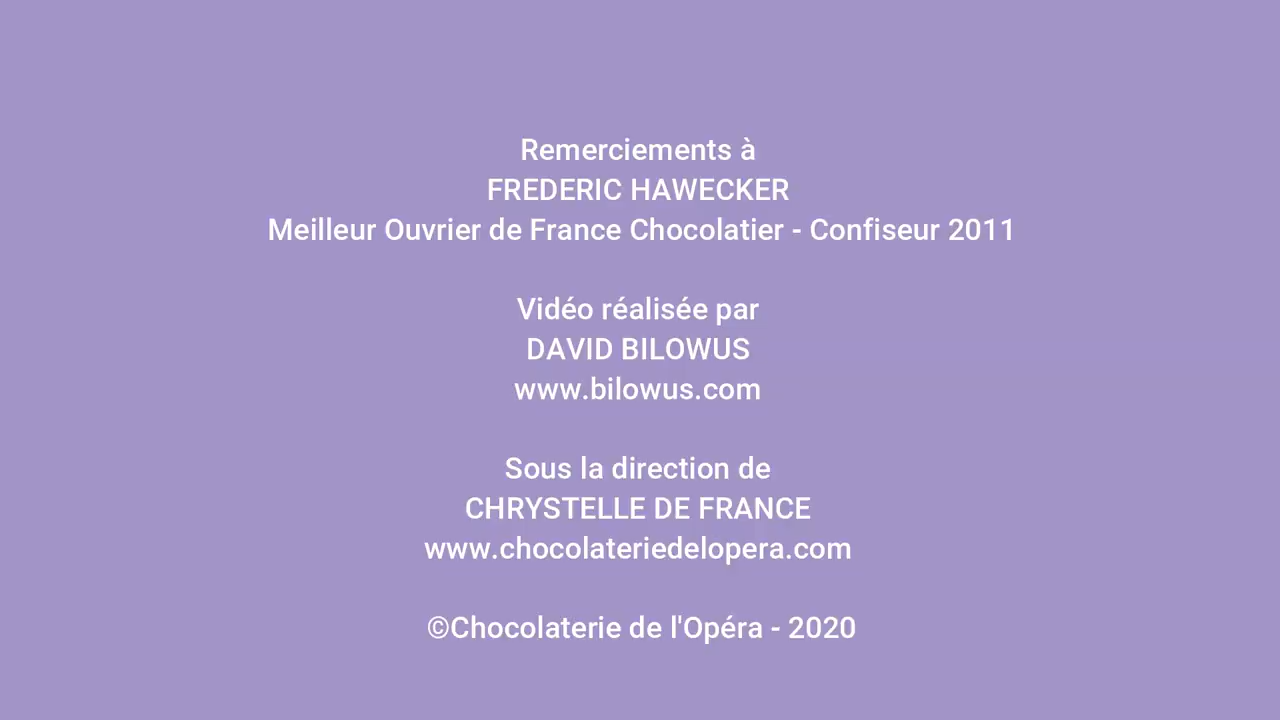 Remerciements à
FREDERIC HAWECKER
Meilleur Ouvrier de France Chocolatier - Confiseur 2011
Vidéo réalisée par
DAVID BILOWUS
www.bilowus.com
Sous la direction de
CHRYSTELLE DE FRANCE
www.chocolateriedelopera.com
©Chocolaterie de l'Opéra - 2020